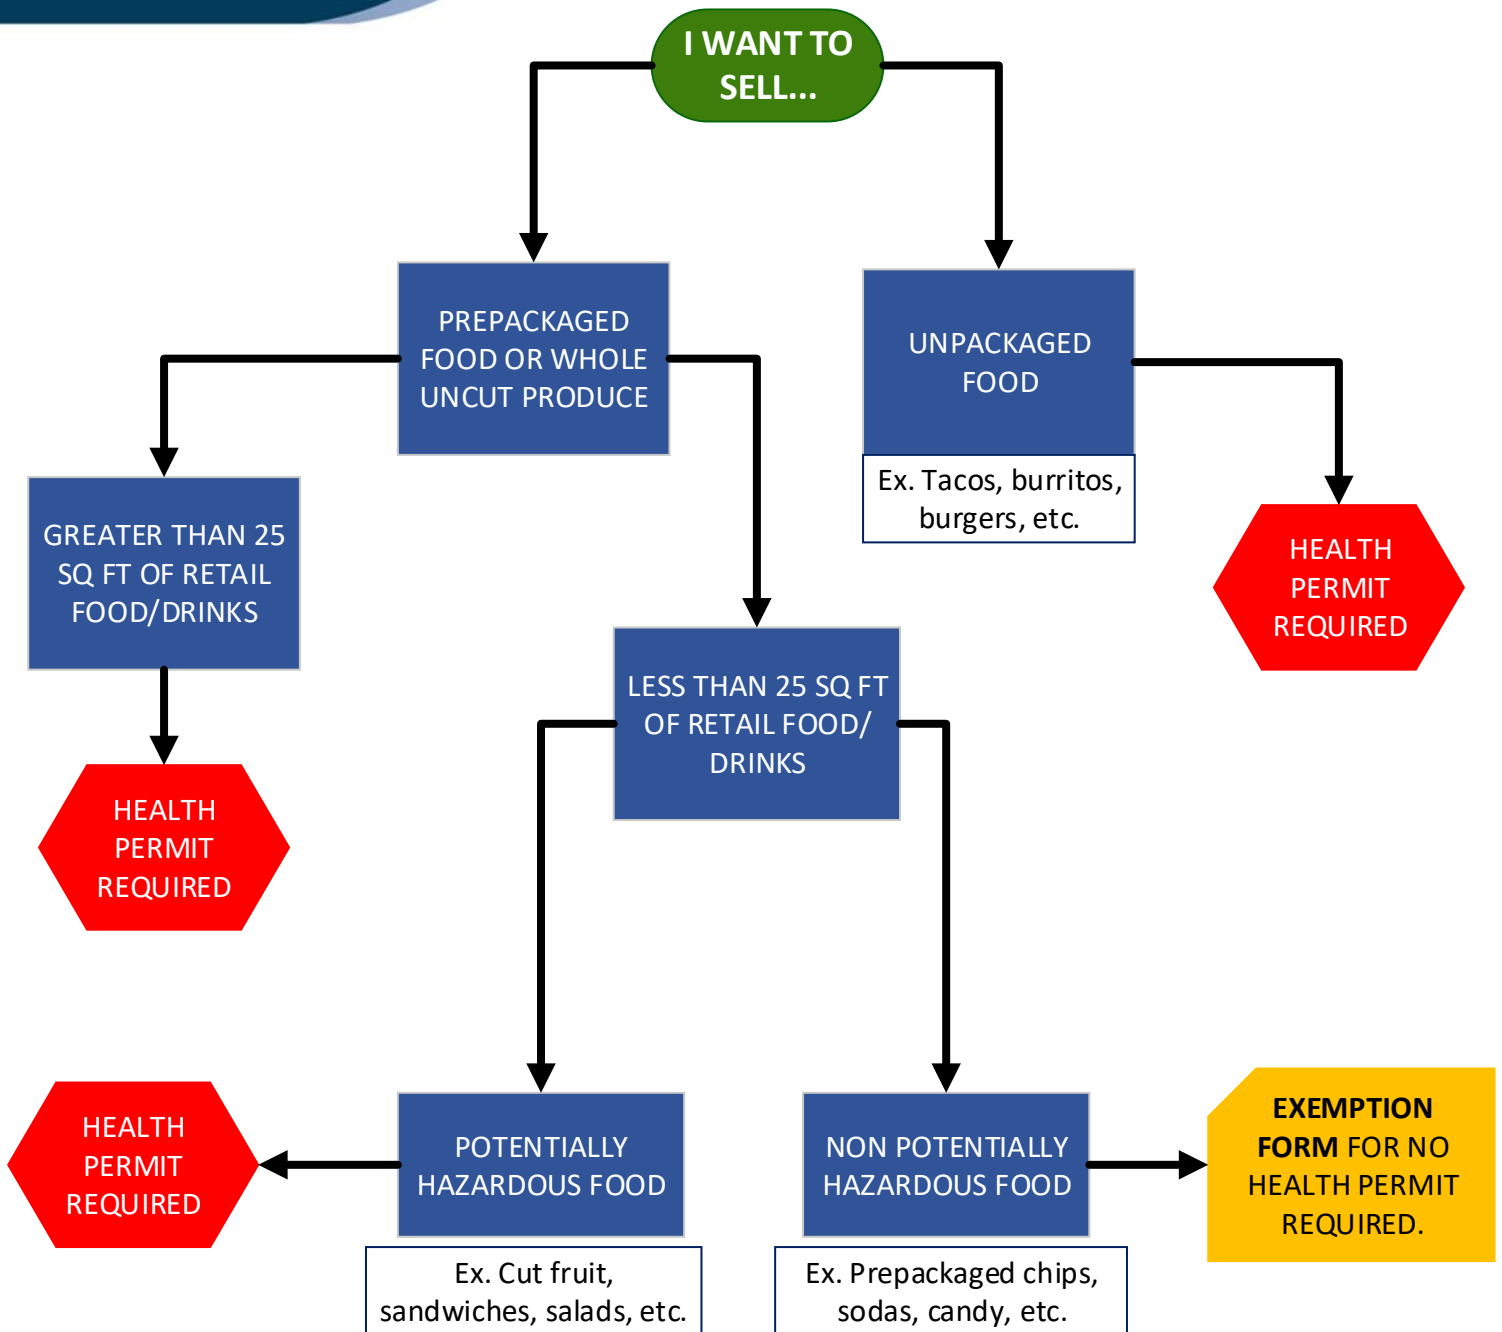 I WANT TO
SELL...
PREPACKAGED
FOOD OR WHOLE
UNCUT PRODUCE
UNPACKAGED
FOOD
Ex. Tacos, burritos,
burgers, etc.
HEALTH
PERMIT
REQUIRED
GREATER THAN 25
SQ FT OF RETAIL
FOOD/DRINKS
HEALTH
PERMIT
REQUIRED
LESS THAN 25 SQ FT
OF RETAIL FOOD/
DRINKS
HEALTH
PERMIT
REQUIRED
POTENTIALLY
HAZARDOUS FOOD
Ex. Cut fruit,
sandwiches, salads, etc.
NON POTENTIALLY
HAZARDOUS FOOD
Ex. Prepackaged chips,
sodas, candy, etc.
EXEMPTION
FORM FOR NO
HEALTH PERMIT
REQUIRED.